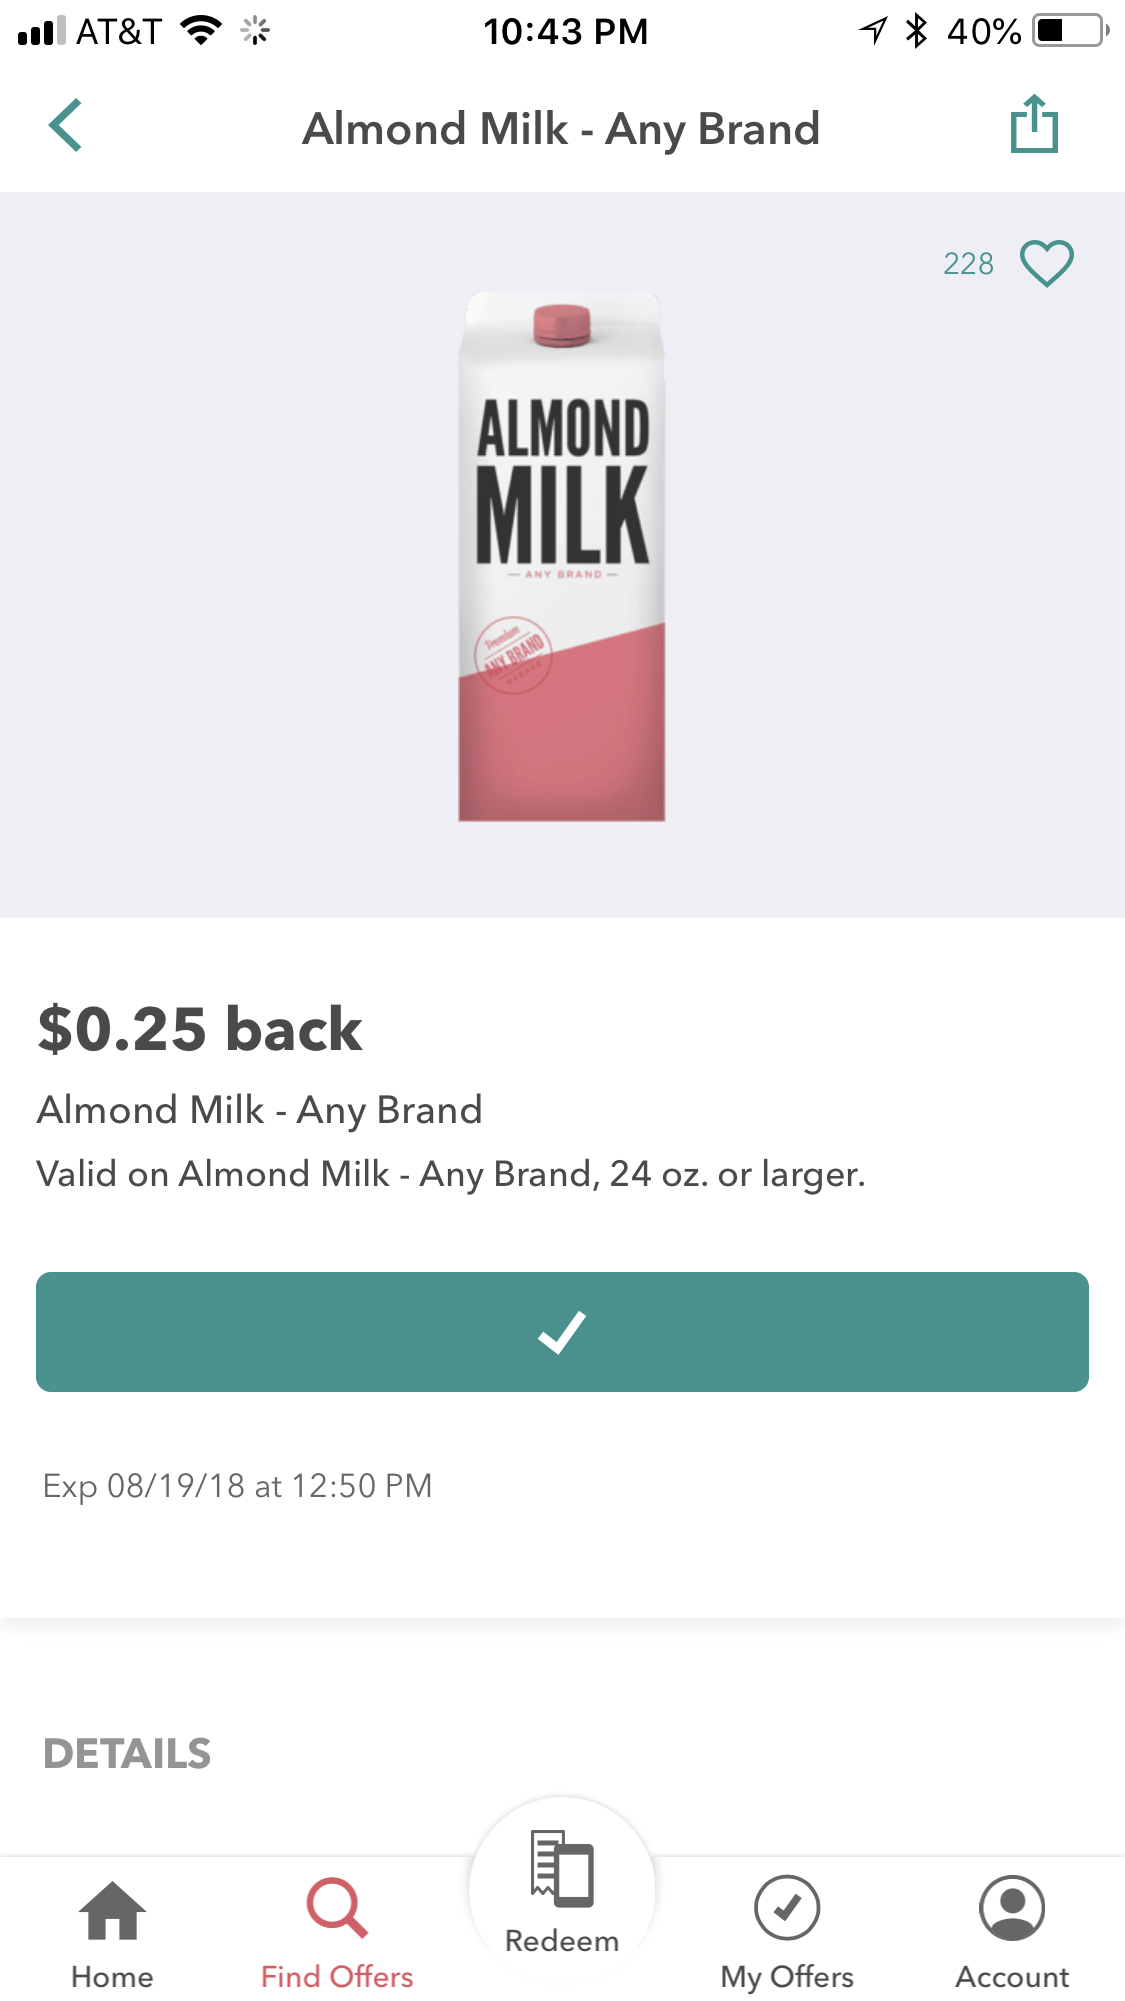 AT&T 10:43 PM 40%
Almond Milk - Any Brand
228
ALMOND
MILK
ANY BRAND
Premium
ANY BRAND
$0.25 back
Almond Milk - Any Brand
Valid on Almond Milk - Any Brand, 24 oz. or larger.
Exp 08/19/18 at 12:50 PM
DETAILS
Home Find Offers Redeem My Offers Account